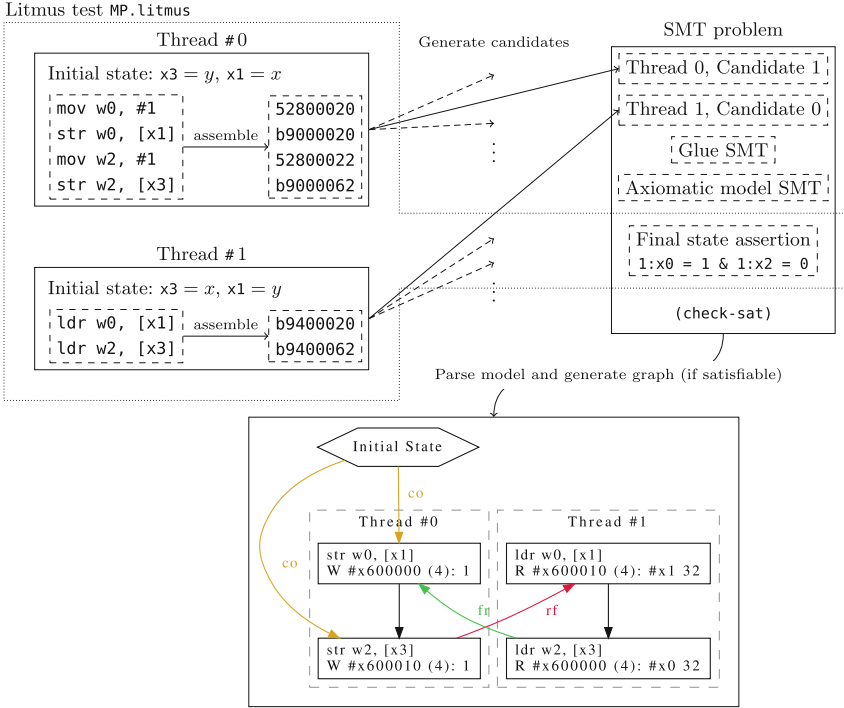 Litmus test MP.litmus
Thread #0
Initial state: x3 = y, x1 = x
mov w0, #1
str w0, [x1]
mov w2, #1
str w2, [x3]
assemble
52800020
b9000020
52800022
b9000062
Thread #1
Initial state: x3 = x, x1 = y
ldr w0, [x1]
ldr w2, [x3]
assemble
b9400020
b9400062
Generate candidates
SMT problem
Thread 0, Candidate 1
Thread 1, Candidate 0
Glue SMT
Axiomatic model SMT
Final state assertion
1:x0 = 1 & 1:x2 = 0
(check-sat)
Parse model and generate graph (if satisfiable)
Initial State
co
co
Thread #0
str w0, [x1]
W #x600000 (4): 1
str w2, [x3]
W #x600010 (4): 1
fr
rf
Thread #1
ldr w0, [x1]
R #x600010 (4): #x1 32
ldr w2, [x3]
R #x600000 (4): #x0 32